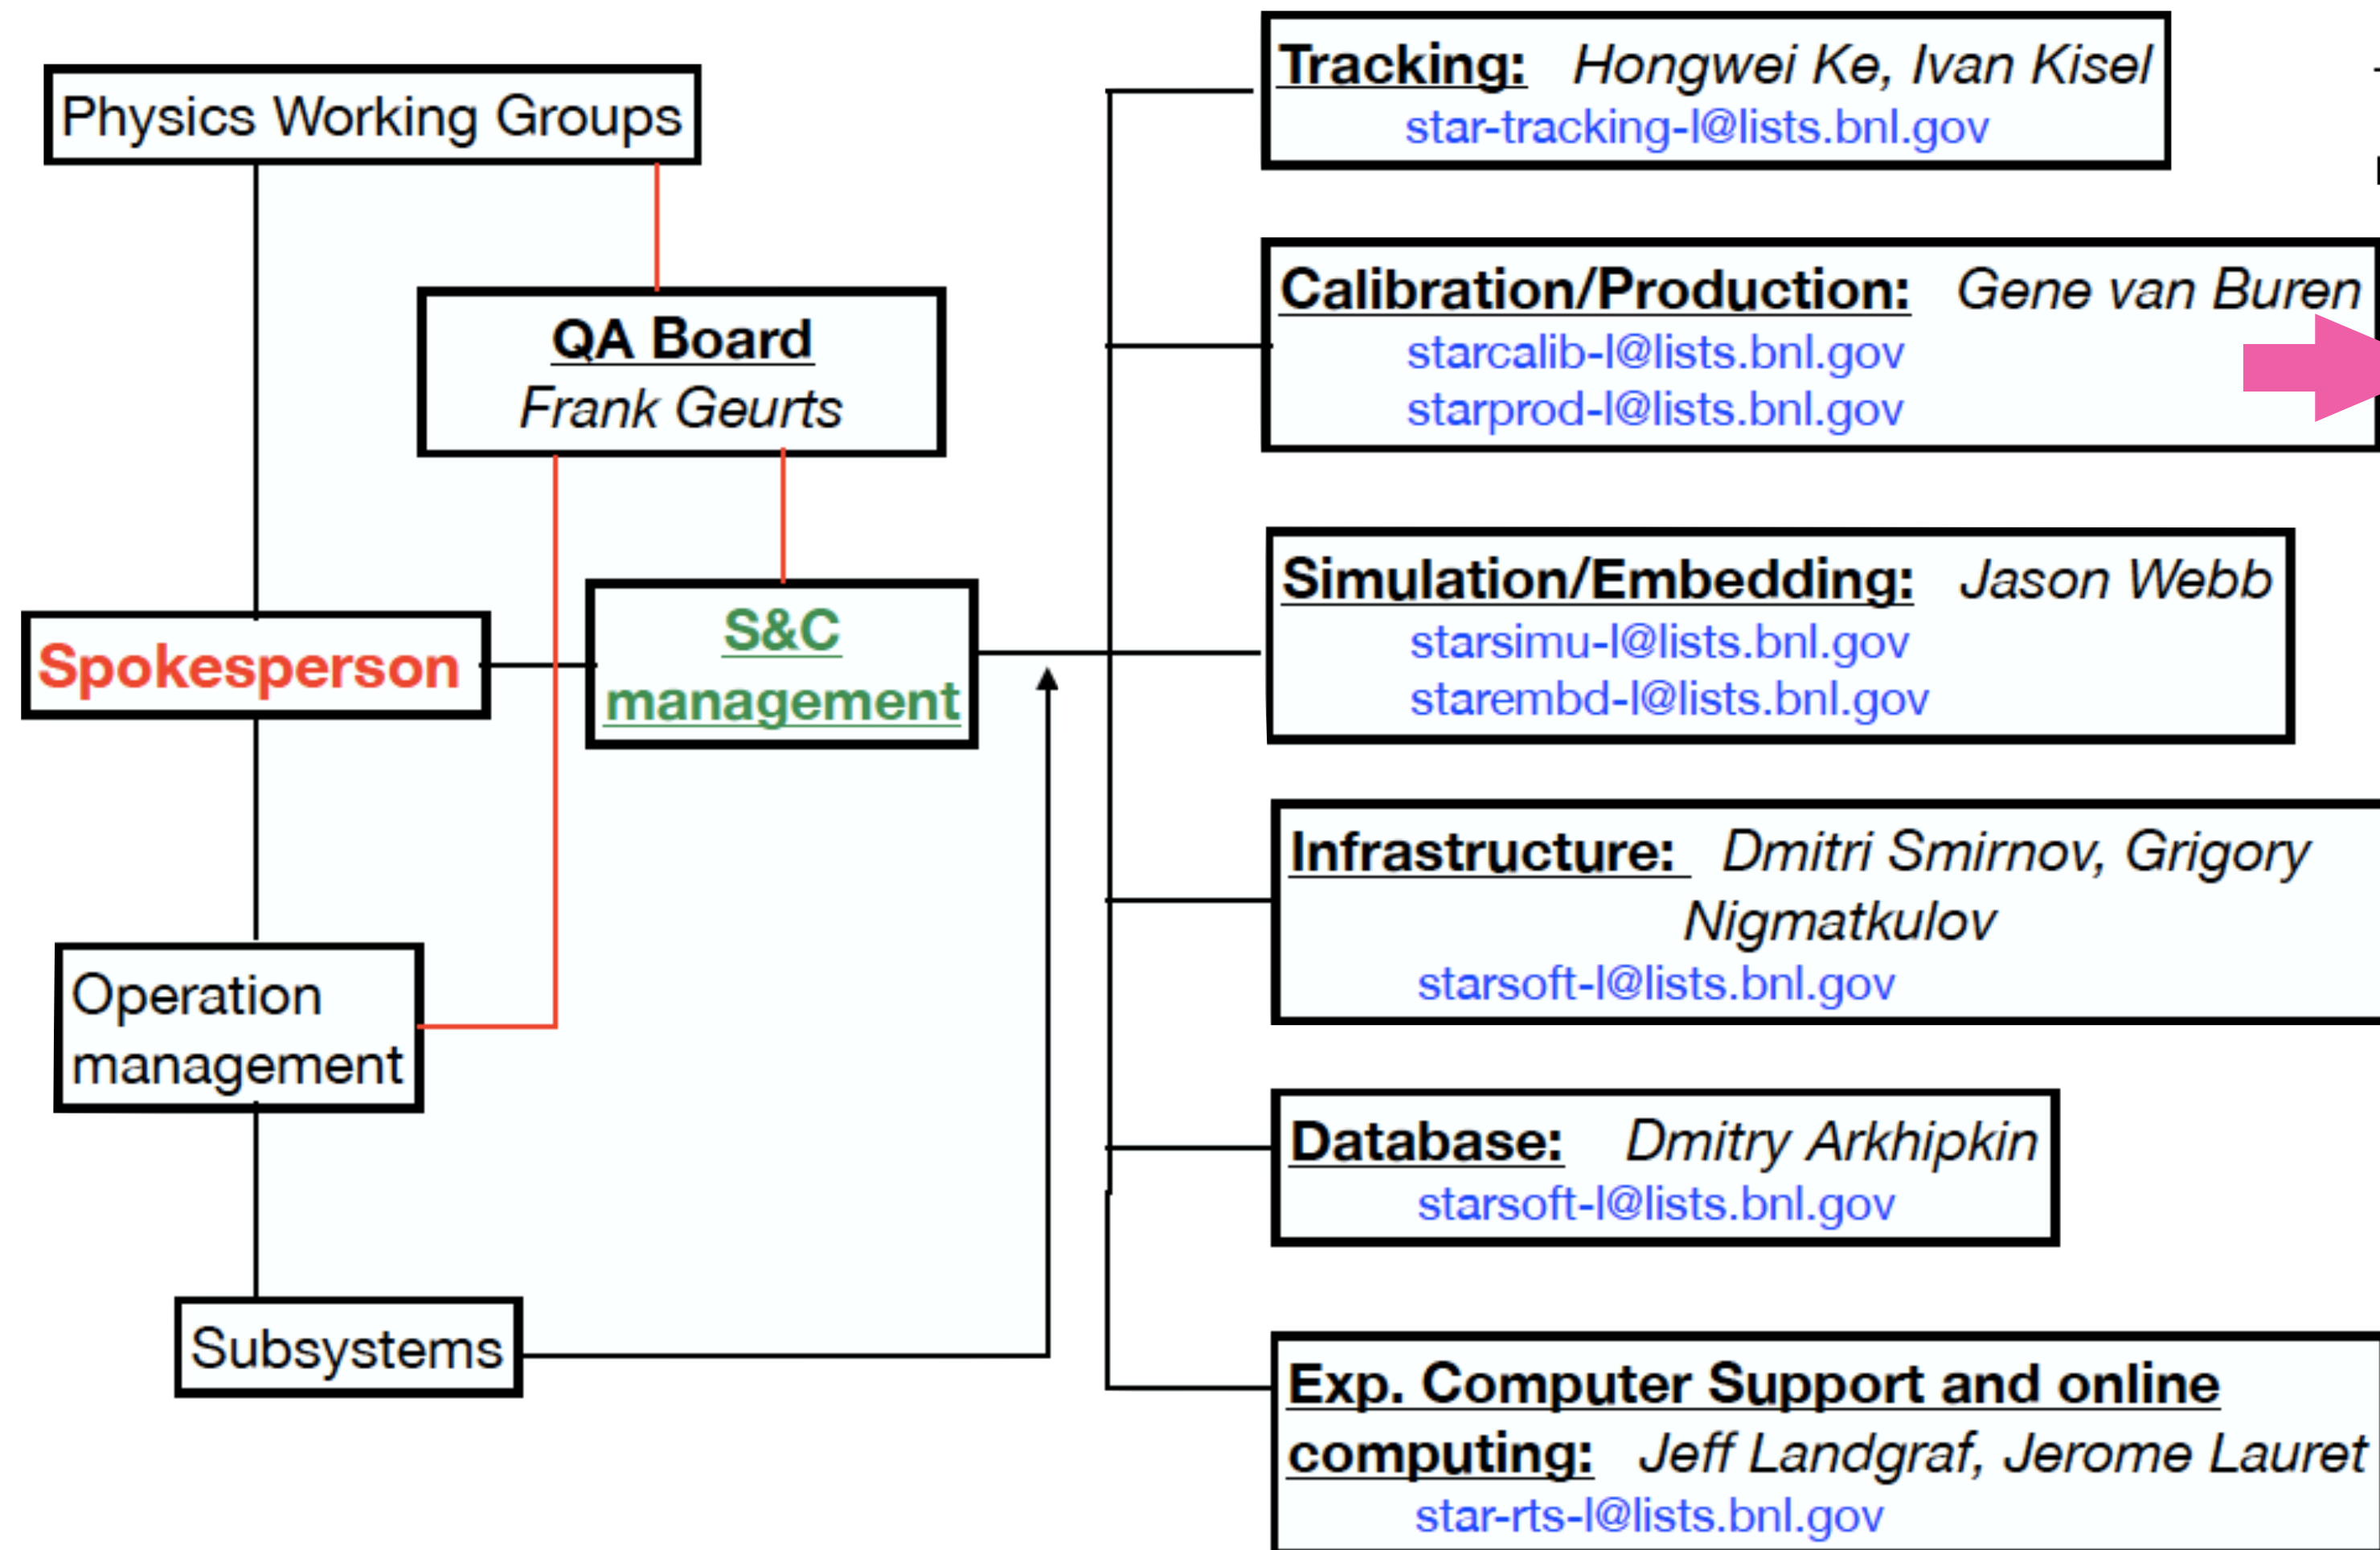 Physics Working Groups
QA Board
Frank Geurts
Spokesperson
S&C
management
Operation
management
Subsystems
Tracking: Hongwei Ke, Ivan Kisel
star-tracking-l@lists.bnl.gov
Calibration/Production: Gene van Buren
starcalib-l@lists.bnl.gov
starprod-l@lists.bnl.gov
Simulation/Embedding: Jason Webb
starsimu-l@lists.bnl.gov
starembd-l@lists.bnl.gov
Infrastructure: Dmitri Smirnov, Grigory
Nigmatkulov
starsoft-l@lists.bnl.gov
Database: Dmitry Arkhipkin
starsoft-l@lists.bnl.gov
Exp. Computer Support and online
computing: Jeff Landgraf, Jerome Lauret
star-rts-l@lists.bnl.gov